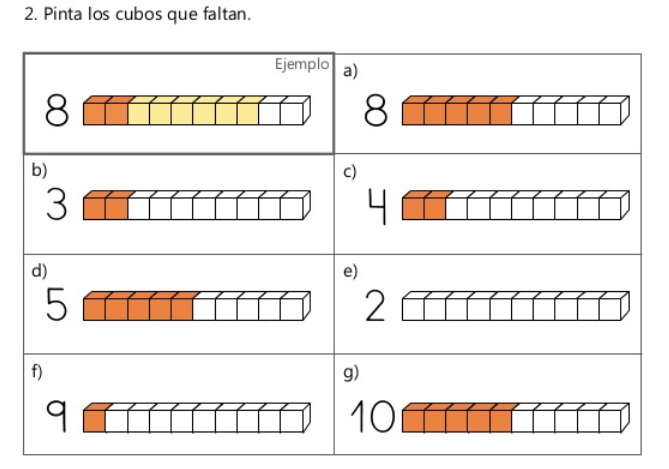 2. Pinta los cubos que faltan.
Ejemplo
8
a)
8
b)
3
c)
4
d)
5
e)
2
f)
9
g)
10